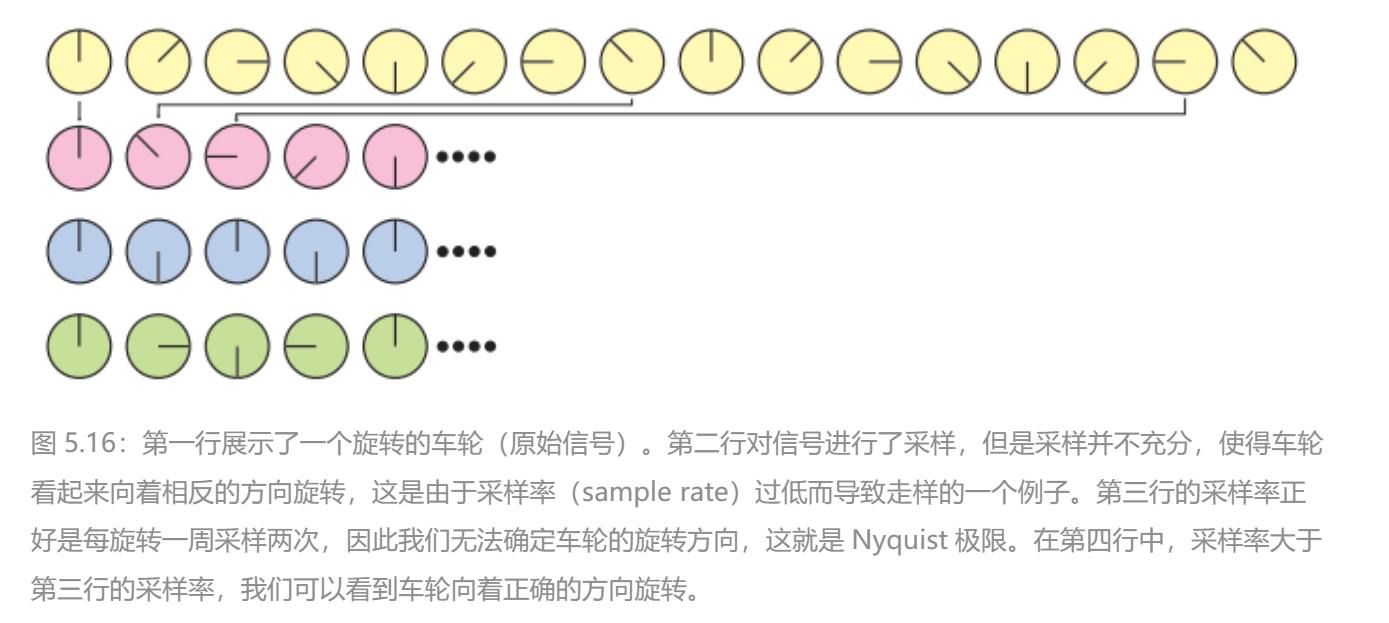 图 5.16：第一行展示了一个旋转的车轮（原始信号）。第二行对信号进行了采样，但是采样并不充分，使得车轮
看起来向着相反的方向旋转，这是由于采样率（sample rate）过低而导致走样的一个例子。第三行的采样率正
好是每旋转一周采样两次，因此我们无法确定车轮的旋转方向，这就是 Nyquist 极限。在第四行中，采样率大于
第三行的采样率，我们可以看到车轮向着正确的方向旋转。